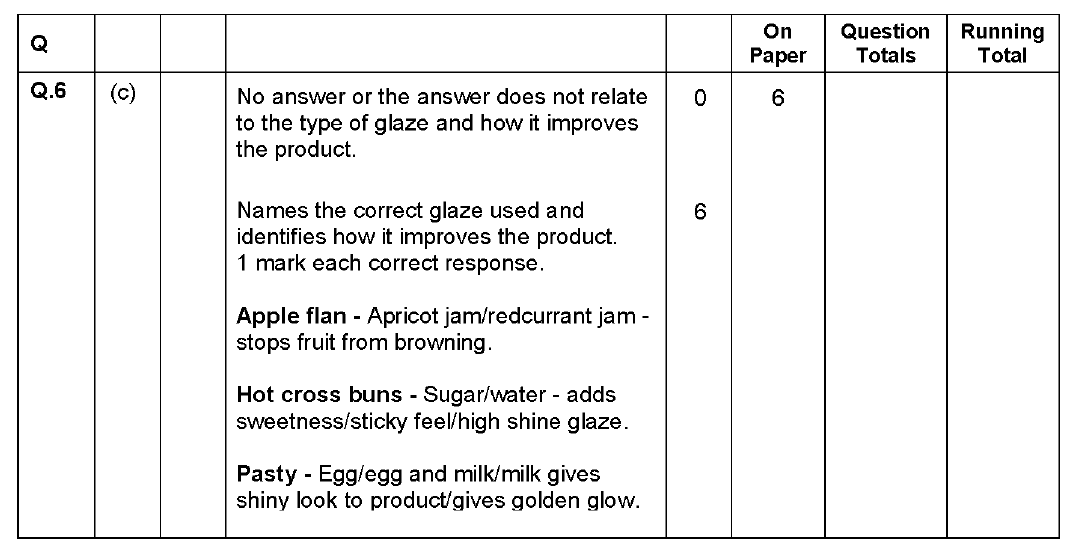 Q
On Paper
Question Totals
Running Total
Q.6 (c) No answer or the answer does not relate 0 6
to the type of glaze and how it improves
the product.
Names the correct glaze used and 6
identifies how it improves the product.
1 mark each correct response.
Apple flan - Apricot jam/redcurrant jam -
stops fruit from browning.
Hot cross buns - Sugar/water - adds
sweetness/sticky feel/high shine glaze.
Pasty - Egg/egg and milk/milk gives
shiny look to product/gives golden glow.